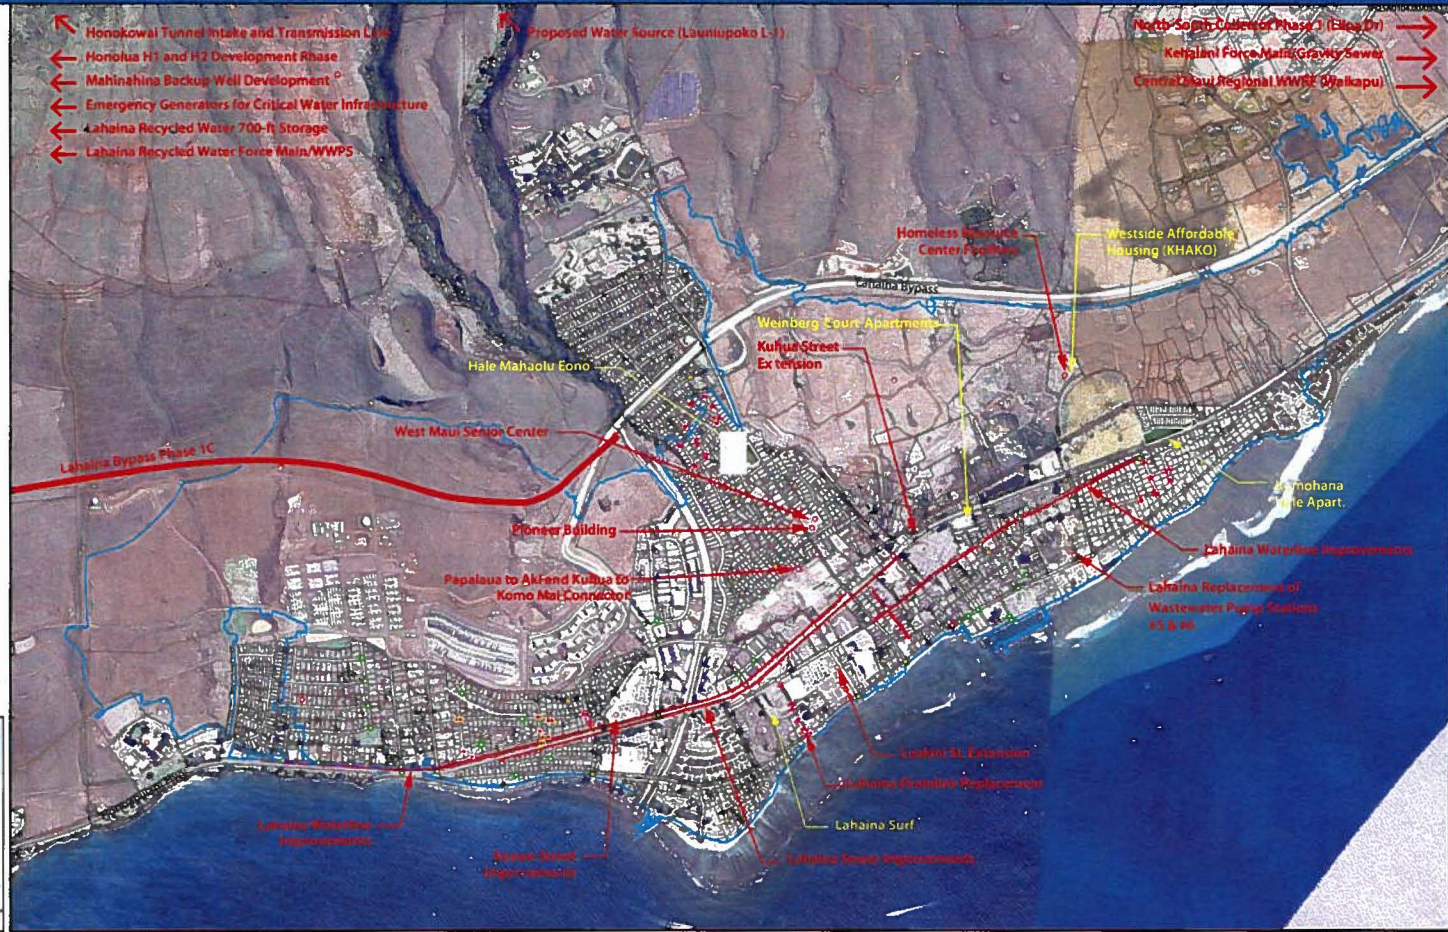 Honokowai Tunnel Intake and Transmission Line
Honolua H1 and H2 Development Phase
Mahinahina Backup Well Development
Emergency Generators for Critical Water Infrastructure
Lahaina Recycled Water 700-ft Storage
Lahaina Recycled Water Force Main/WWPS
Proposed Water Source (Launiupoko L-1)
North-South Collector Phase 3 (Eliga Dr)
Kehalani Force Main/Gravity Sewer
Central Maui Regional WWRF (Waikapu)
Homeless Resource
Center Facilities
Westside Affordable
Housing (KHAKO)
Lahaina Bypass
Weinberg Court Apartments
Kuhua Street
Extension
Hale Mahaolu Eono
West Maui Senior Center
Lahaina Bypass Phase 1C
Pioneer Building
Papalaua to Aki end Kuhua to
Komo Mai Connector
Apart.
Lahaina Waterline Improvements
Lahaina Replacement of
Wastewater Pump Stations
#5 & #6
Luakini St. Extension
Lahaina Drainline Replacement
Lahaina Surf
Lahaina Sewer Improvements
Lahaina Waterline
Improvements
Street
Improvements